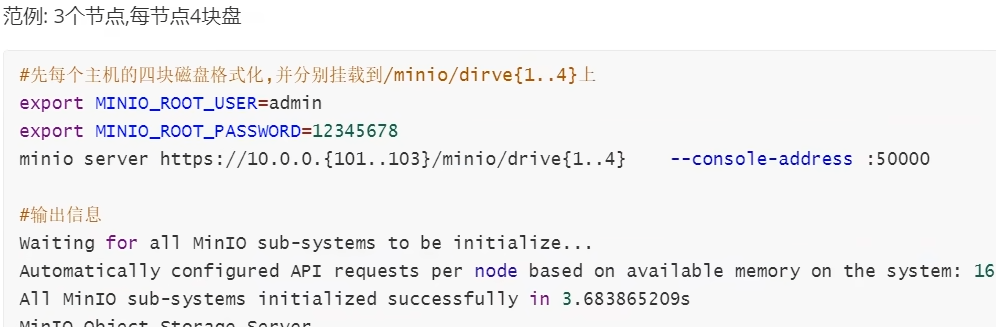 范例: 3个节点,每节点4块盘
#先每个主机的四块磁盘格式化,并分别挂载到/minio/dirve{1..4}上
export MINIO_ROOT_USER=admin
export MINIO_ROOT_PASSWORD=12345678
minio server https://10.0.0.{101..103}/minio/drive{1..4}    --console-address :50000
#输出信息
Waiting for all MinIO sub-systems to be initialize...
Automatically configured API requests per node based on available memory on the system: 16
All MinIO sub-systems initialized successfully in 3.683865209s
MinIO Object Storage Server